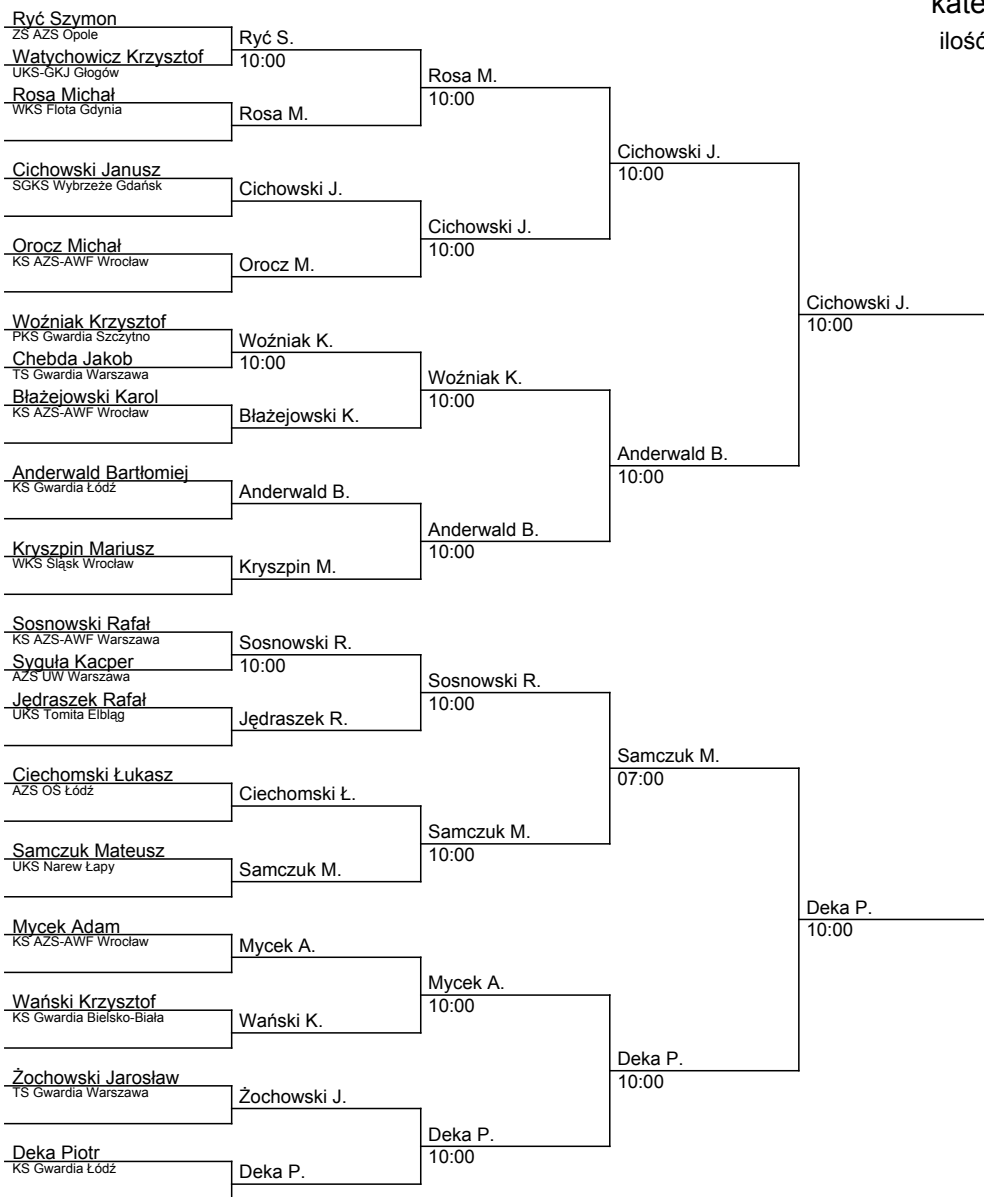 kate
ilość
Ryć Szymon
ZS AZS Opole
Watychowicz Krzysztof
UKS-GKJ Głogów
Rosa Michał
WKS Flota Gdynia
Cichowski Janusz
SGKS Wybrzeże Gdańsk
Orocz Michał
KS AZS-AWF Wrocław
Woźniak Krzysztof
PKS Gwardia Szczytno
Chebda Jakob
TS Gwardia Warszawa
Błażejowski Karol
KS AZS-AWF Wrocław
Anderwald Bartłomiej
KS Gwardia Łódź
Kryszpin Mariusz
WKS Śląsk Wrocław
Sosnowski Rafał
KS AZS-AWF Warszawa
Syguła Kacper
AZS UW Warszawa
Jędraszek Rafał
UKS Tomita Elbląg
Ciechomski Łukasz
AZS OŚ Łódź
Samczuk Mateusz
UKS Narew Łapy
Mycek Adam
KS AZS-AWF Wrocław
Wański Krzysztof
KS Gwardia Bielsko-Biała
Żochowski Jarosław
TS Gwardia Warszawa
Deka Piotr
KS Gwardia Łódź
Ryć S.
10:00
Rosa M.
Cichowski J.
Orocz M.
Woźniak K.
10:00
Błażejowski K.
Anderwald B.
Kryszpin M.
Sosnowski R.
10:00
Jędraszek R.
Ciechomski Ł.
Samczuk M.
Mycek A.
Wański K.
Żochowski J.
Deka P.
Rosa M.
10:00
Cichowski J.
10:00
Woźniak K.
10:00
Anderwald B.
10:00
Sosnowski R.
10:00
Samczuk M.
10:00
Mycek A.
10:00
Deka P.
10:00
Cichowski J.
10:00
Anderwald B.
10:00
Samczuk M.
07:00
Deka P.
10:00
Cichowski J.
10:00
Deka P.
10:00